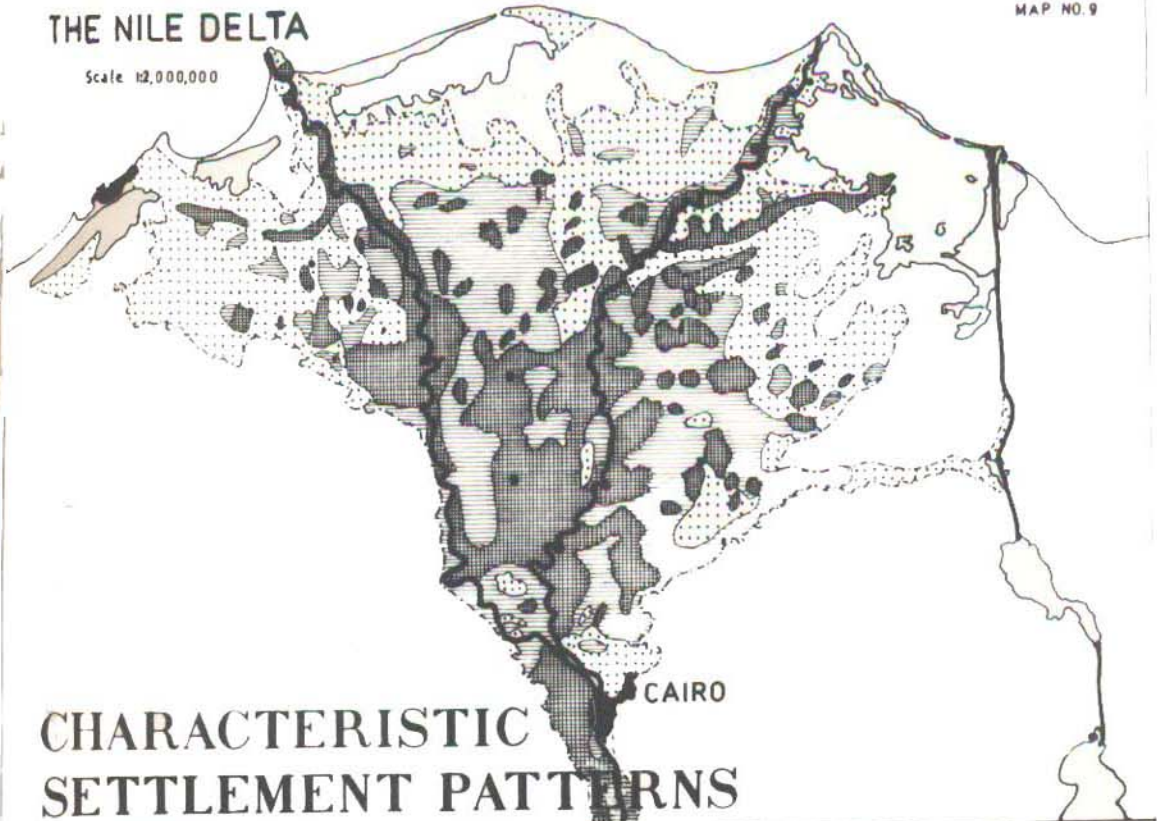 THE NILE DELTA
Scale 1:2,000,000
MAP NO. 9
CAIRO
CHARACTERISTIC
SETTLEMENT PATTERNS